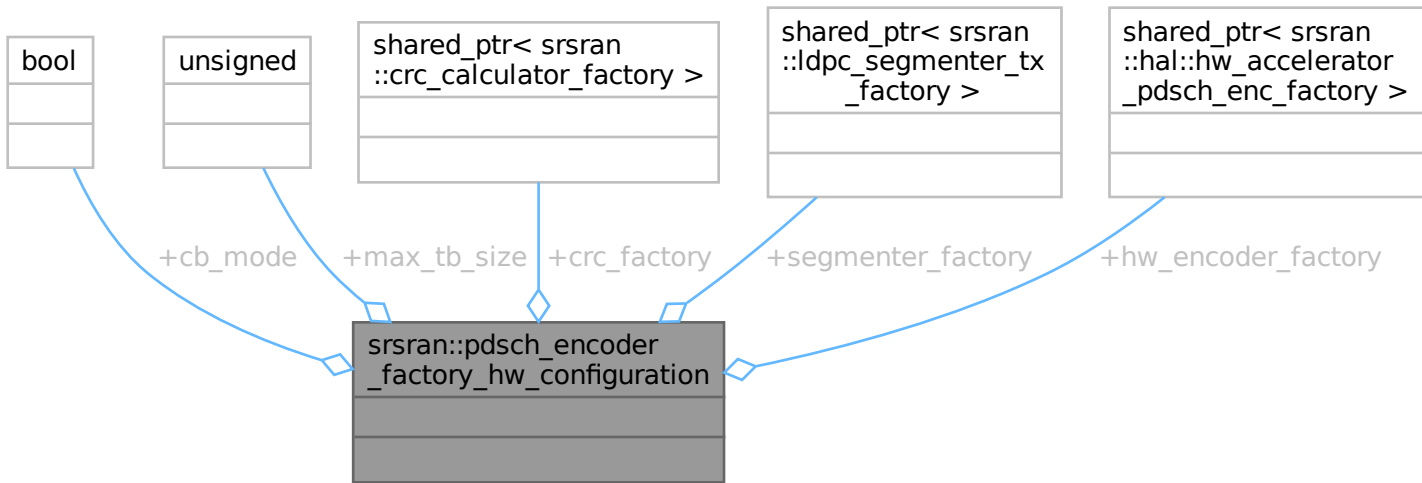 bool
unsigned
shared_ptr< srsran
::crc_calculator_factory >
shared_ptr< srsran
::ldpc_segmenter_tx
_factory >
shared_ptr< srsran
::hal::hw_accelerator
_pdsch_enc_factory >
+cb_mode
+max_tb_size
+crc_factory
+segmenter_factory
+hw_encoder_factory
srsran::pdsch_encoder
_factory_hw_configuration